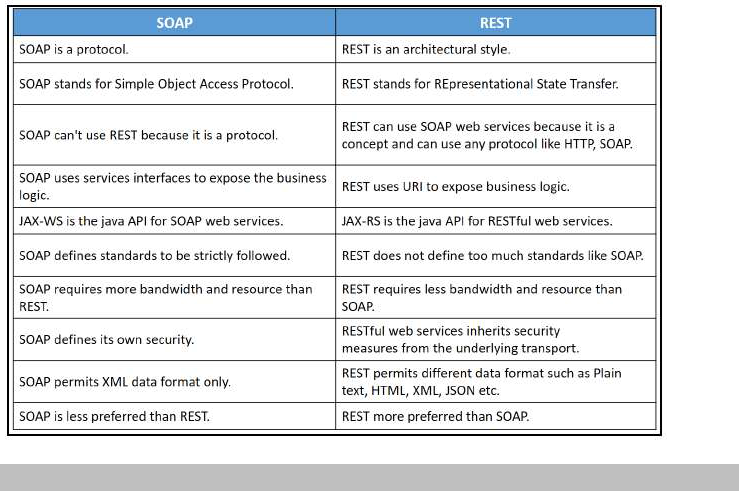 SOAP
REST
SOAP is a protocol.
REST is an architectural style.
SOAP stands for Simple Object Access Protocol.
REST stands for REpresentational State Transfer.
SOAP can't use REST because it is a protocol.
REST can use SOAP web services because it is a
concept and can use any protocol like HTTP, SOAP.
SOAP uses services interfaces to expose the business
logic.
REST uses URI to expose business logic.
JAX-WS is the java API for SOAP web services.
JAX-RS is the java API for RESTful web services.
SOAP defines standards to be strictly followed.
REST does not define too much standards like SOAP.
SOAP requires more bandwidth and resource than
REST.
REST requires less bandwidth and resource than
SOAP.
SOAP defines its own security.
RESTful web services inherits security
measures from the underlying transport.
SOAP permits XML data format only.
REST permits different data format such as Plain
text, HTML, XML, JSON etc.
SOAP is less preferred than REST.
REST more preferred than SOAP.